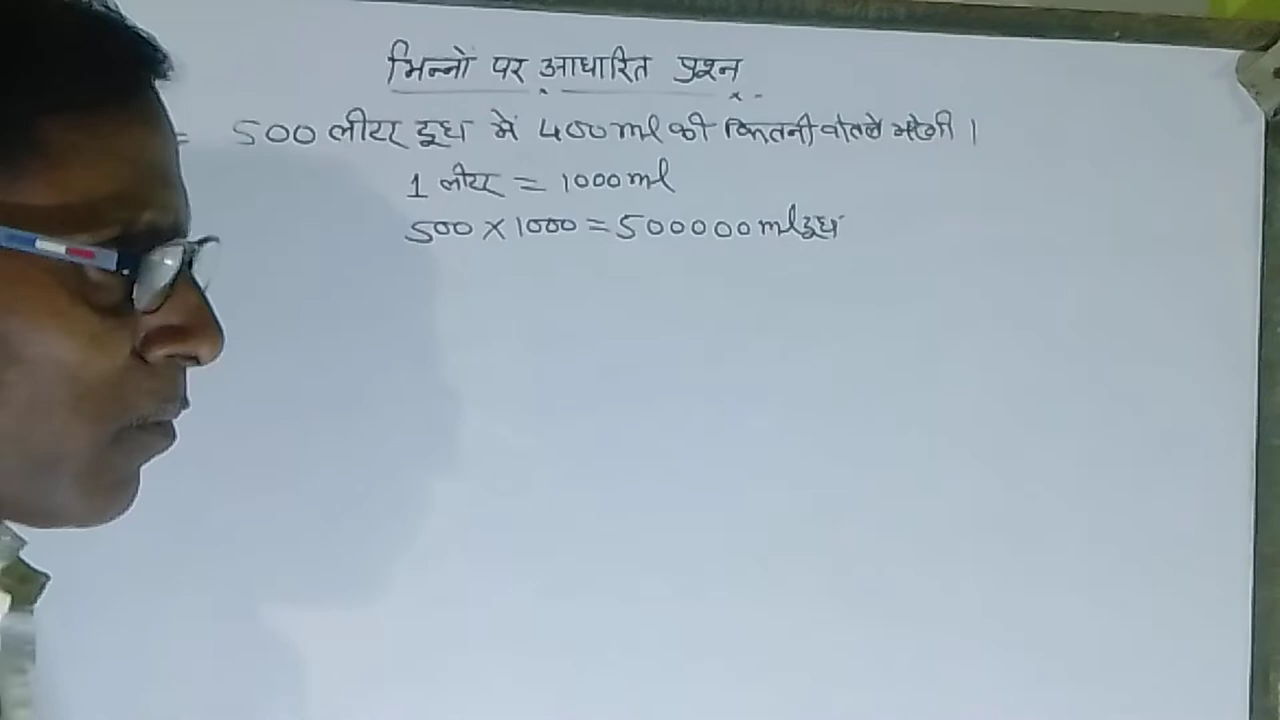 भिन्नों पर आधारित प्रश्न
= 500 लीटर दूध में 400 ml की कितनी वोतले भरेगी।
1 लीटर = 1000 ml
500 × 1000 = 500000 ml दूध